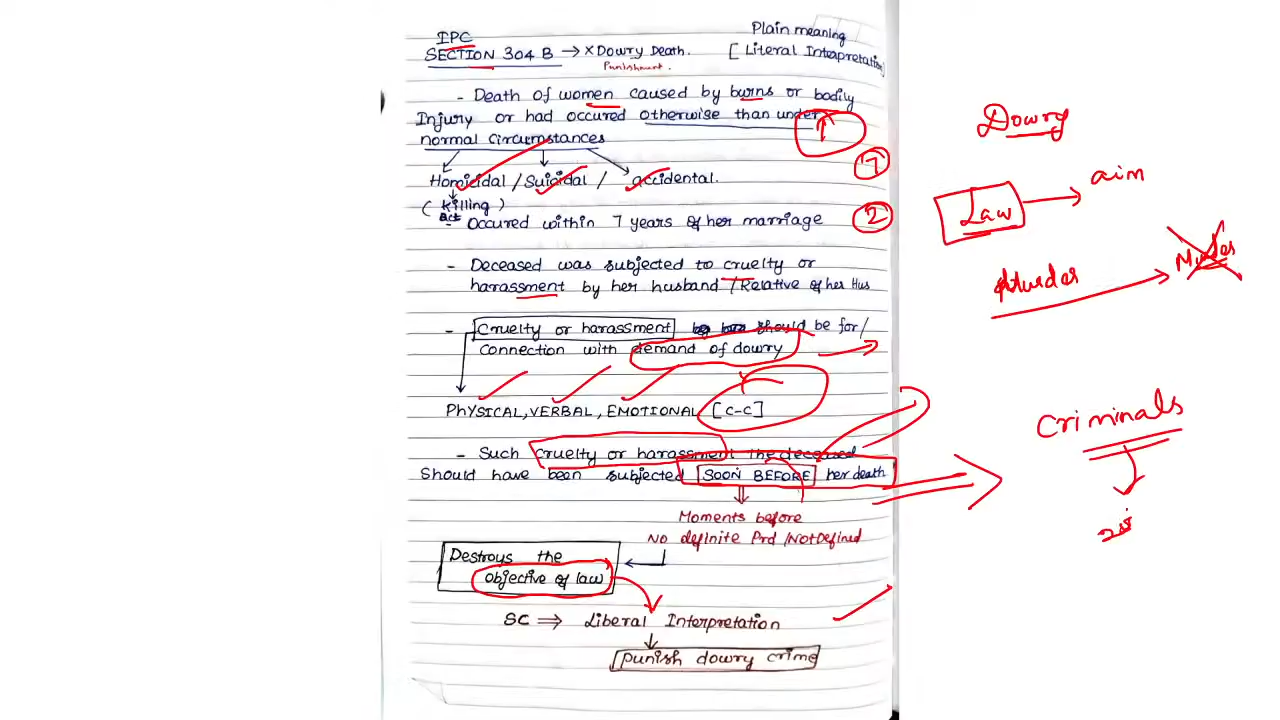 IPC
SECTION 304 B → × Dowry Death.
Punishment.
Plain meaning
[Literal Interpretation]
- Death of women caused by burns or bodily
Injury or had occured otherwise than under
normal circumstances
Homicidal / Suicidal / accidental.
(killing)
Act
- Occured within 7 years of her marriage
- Deceased was subjected to cruelty or
harassment by her husband / Relative of her Hus
- Cruelty or harassment should be for/
Connection with demand of dowry
PHYSICAL, VERBAL, EMOTIONAL [C-C]
- Such cruelty or harassment the deceased
Should have been subjected SOON BEFORE her death
Moments before
NO definite Prd /Not Defined
Destroys the
objective of law
SC ⇒ Liberal Interpretation
punish dowry crime
1
7
2
Dowry
Law → aim
Murder → Murder
Criminals